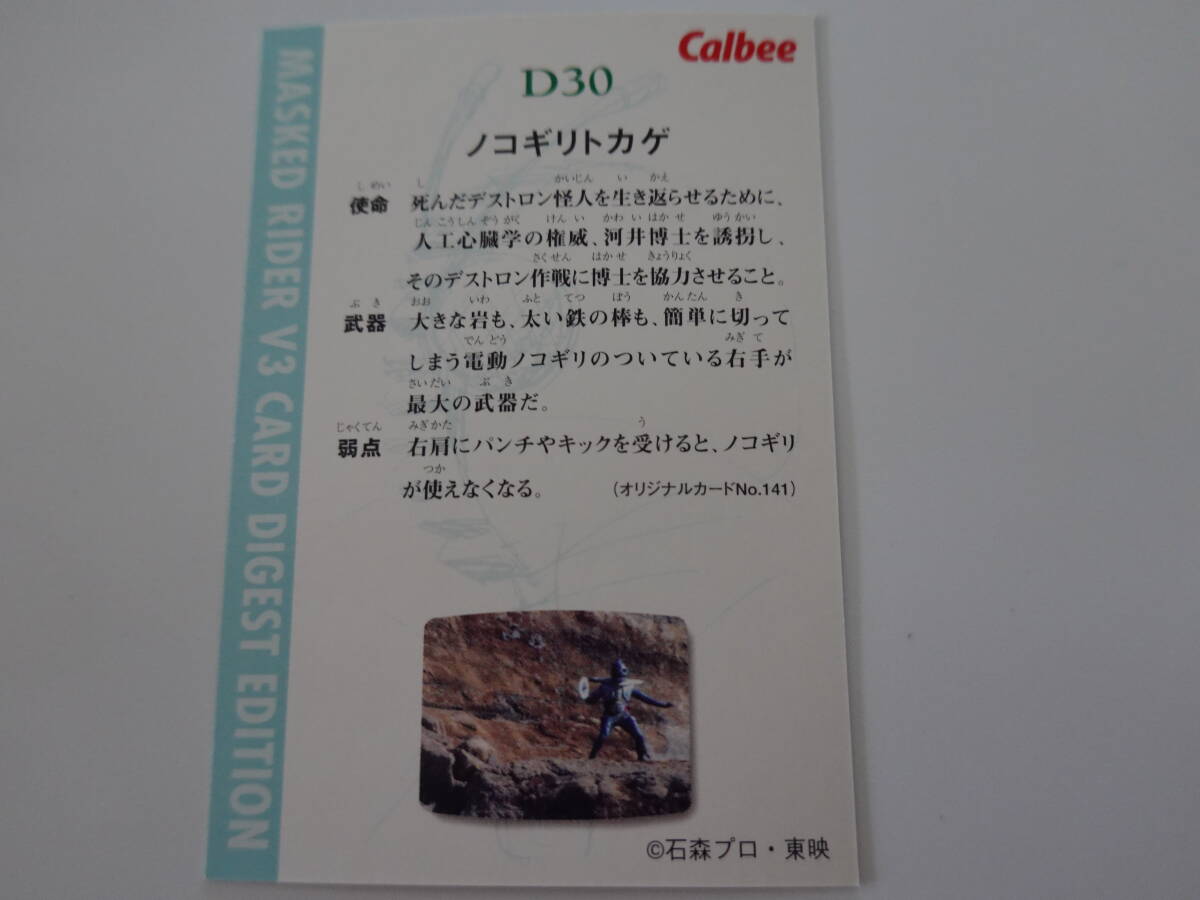 Calbee
D30
ノコギリトカゲ
しめい し かいじん い かえ
使命 死んだデストロン怪人を生き返らせるために、
じんこうしんぞうがく けんい かわいはかせ ゆうかい
人工心臓学の権威、河井博士を誘拐し、
さくせん はかせ きょうりょく
そのデストロン作戦に博士を協力させること。
ぶき おお いわ ふと てつ ぼう かんたん き
武器 大きな岩も、太い鉄の棒も、簡単に切って
でんどう みぎて
しまう電動ノコギリのついている右手が
さいだい ぶき
最大の武器だ。
じゃくてん みぎかた う
弱点 右肩にパンチやキックを受けると、ノコギリ
つか
が使えなくなる。 (オリジナルカードNo.141)
©石森プロ・東映
MASKED RIDER V3 CARD DIGEST EDITION